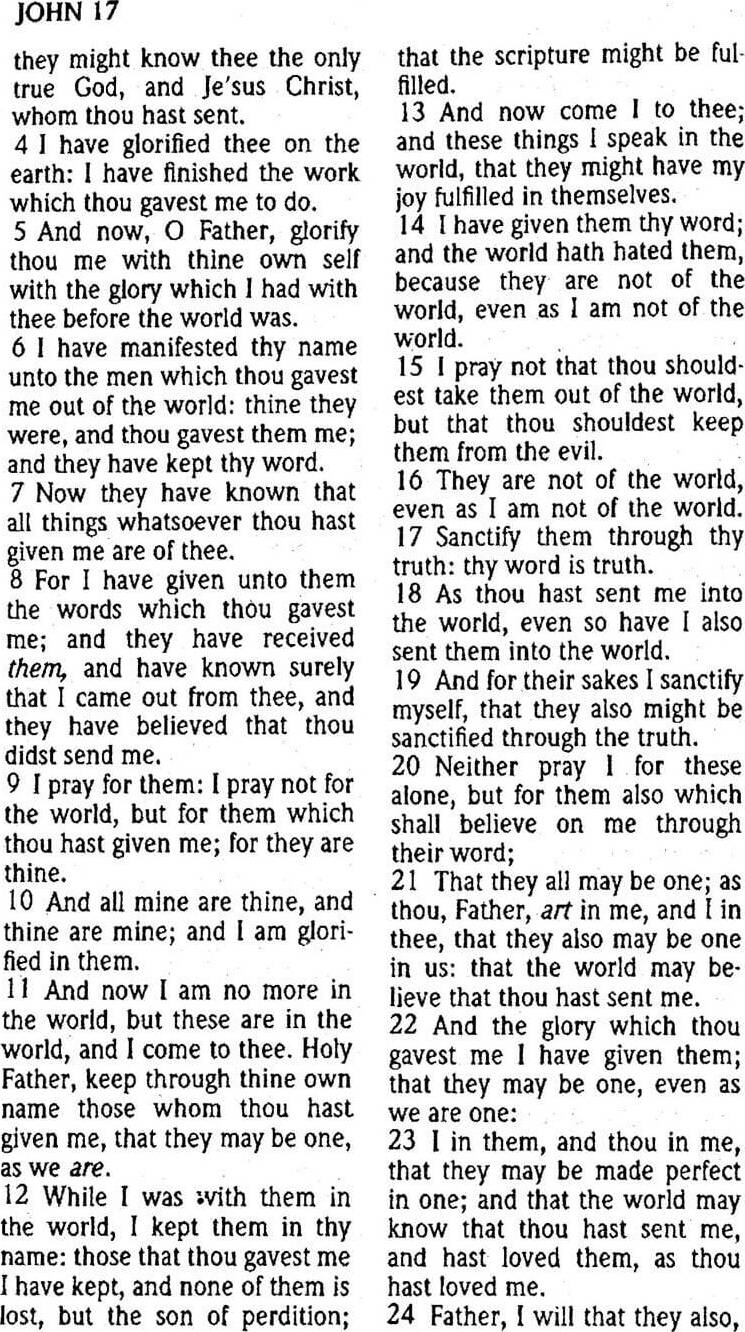 JOHN 17
they might know thee the only
true God, and Je'sus Christ,
whom thou hast sent.
4 I have glorified thee on the
earth: I have finished the work
which thou gavest me to do.
5 And now, O Father, glorify
thou me with thine own self
with the glory which I had with
thee before the world was.
6 I have manifested thy name
unto the men which thou gavest
me out of the world: thine they
were, and thou gavest them me;
and they have kept thy word.
7 Now they have known that
all things whatsoever thou hast
given me are of thee.
8 For I have given unto them
the words which thou gavest
me; and they have received
them, and have known surely
that I came out from thee, and
they have believed that thou
didst send me.
9 I pray for them: I pray not for
the world, but for them which
thou hast given me; for they are
thine.
10 And all mine are thine, and
thine are mine; and I am glori-
fied in them.
11 And now I am no more in
the world, but these are in the
world, and I come to thee. Holy
Father, keep through thine own
name those whom thou hast
given me, that they may be one,
as we are.
12 While I was with them in
the world, I kept them in thy
name: those that thou gavest me
I have kept, and none of them is
lost, but the son of perdition;
that the scripture might be ful-
filled.
13 And now come I to thee;
and these things I speak in the
world, that they might have my
joy fulfilled in themselves.
14 I have given them thy word;
and the world hath hated them,
because they are not of the
world, even as I am not of the
world.
15 I pray not that thou should-
est take them out of the world,
but that thou shouldest keep
them from the evil.
16 They are not of the world,
even as I am not of the world.
17 Sanctify them through thy
truth: thy word is truth.
18 As thou hast sent me into
the world, even so have I also
sent them into the world.
19 And for their sakes I sanctify
myself, that they also might be
sanctified through the truth.
20 Neither pray I for these
alone, but for them also which
shall believe on me through
their word;
21 That they all may be one; as
thou, Father, art in me, and I in
thee, that they also may be one
in us: that the world may be-
lieve that thou hast sent me.
22 And the glory which thou
gavest me I have given them;
that they may be one, even as
we are one:
23 I in them, and thou in me,
that they may be made perfect
in one; and that the world may
know that thou hast sent me,
and hast loved them, as thou
hast loved me.
24 Father, I will that they also,